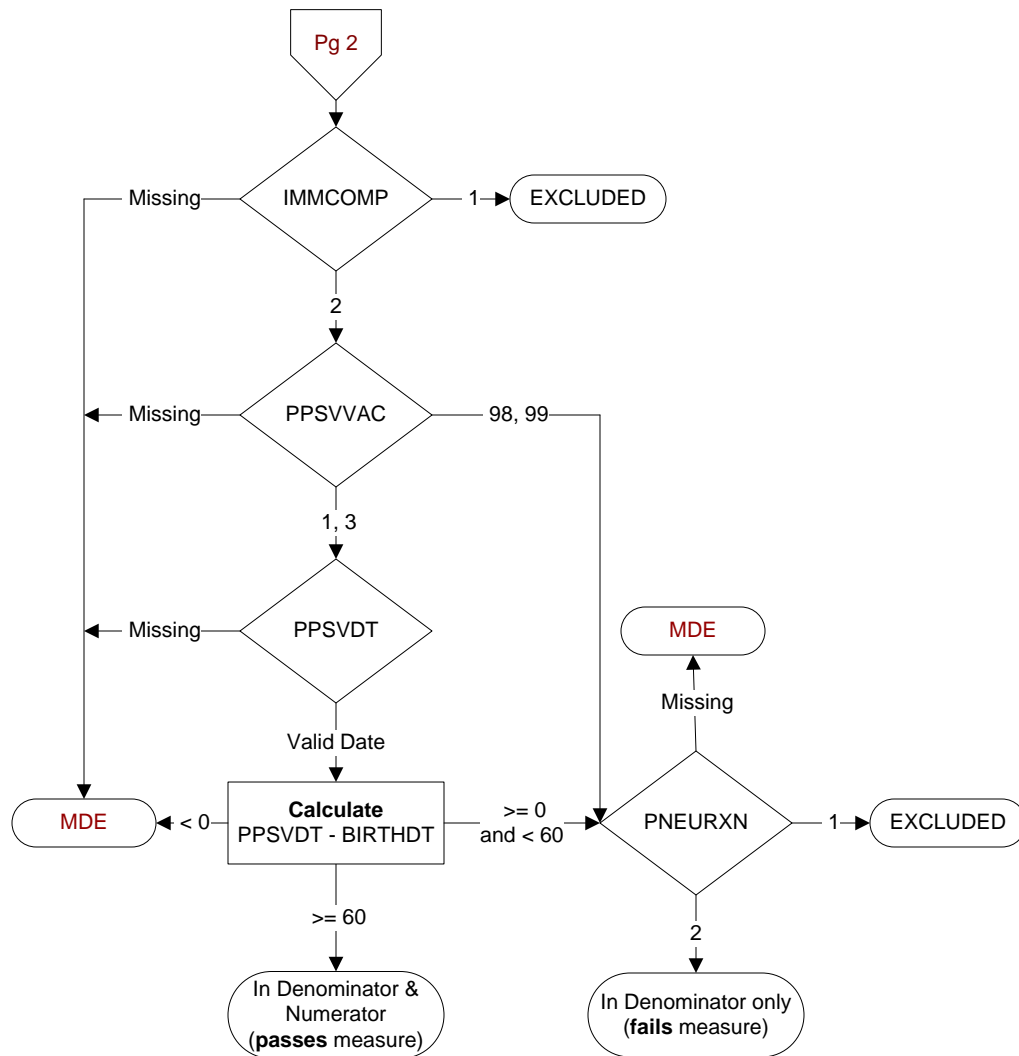 Pg 2
IMMCOMP
Missing
1
EXCLUDED
2
PPSVVAC
Missing
98, 99
1, 3
PPSVDT
Missing
MDE
Missing
Valid Date
Calculate
PPSVDT - BIRTHDT
MDE
< 0
>= 0
and < 60
PNEURXN
1
EXCLUDED
>= 60
2
In Denominator &
Numerator
(passes measure)
In Denominator only
(fails measure)